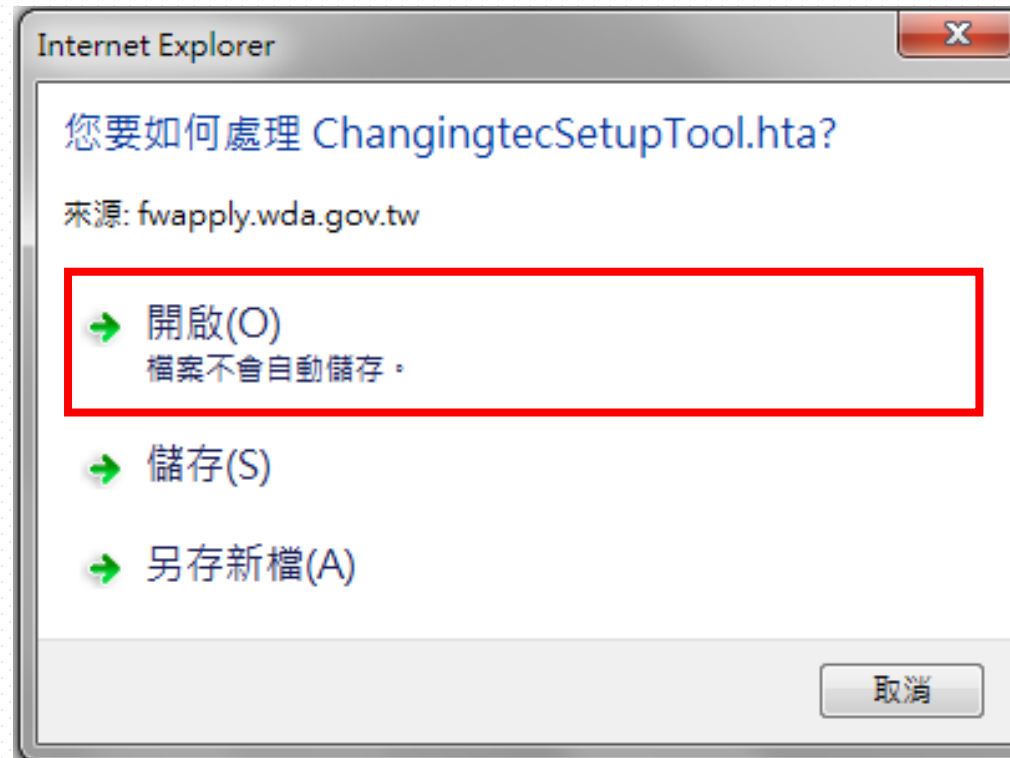 Internet Explorer
您要如何處理 ChangingtecSetupTool.hta?
來源: fwapply.wda.gov.tw
開啟(O)
檔案不會自動儲存。
儲存(S)
另存新檔(A)
取消